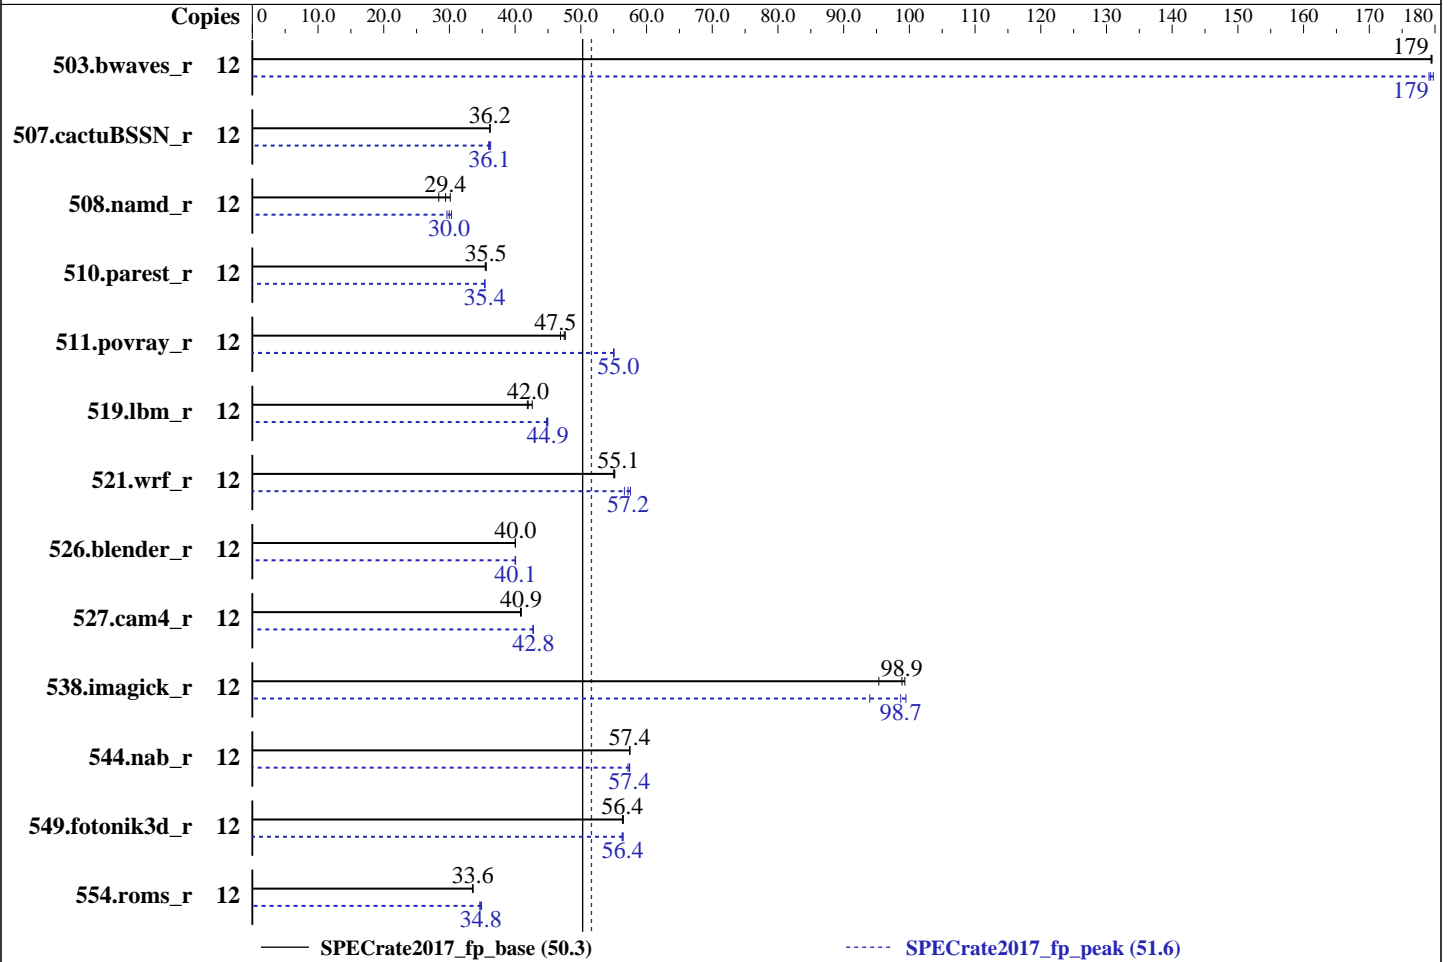 Copies 0 10.0 20.0 30.0 40.0 50.0 60.0 70.0 80.0 90.0 100 110 120 130 140 150 160 170 180
503.bwaves_r 12 179
179
507.cactuBSSN_r 12 36.2
36.1
508.namd_r 12 29.4
30.0
510.parest_r 12 35.5
35.4
511.povray_r 12 47.5
55.0
519.lbm_r 12 42.0
44.9
521.wrf_r 12 55.1
57.2
526.blender_r 12 40.0
40.1
527.cam4_r 12 40.9
42.8
538.imagick_r 12 98.9
98.7
544.nab_r 12 57.4
57.4
549.fotonik3d_r 12 56.4
56.4
554.roms_r 12 33.6
34.8
SPECrate2017_fp_base (50.3) SPECrate2017_fp_peak (51.6)